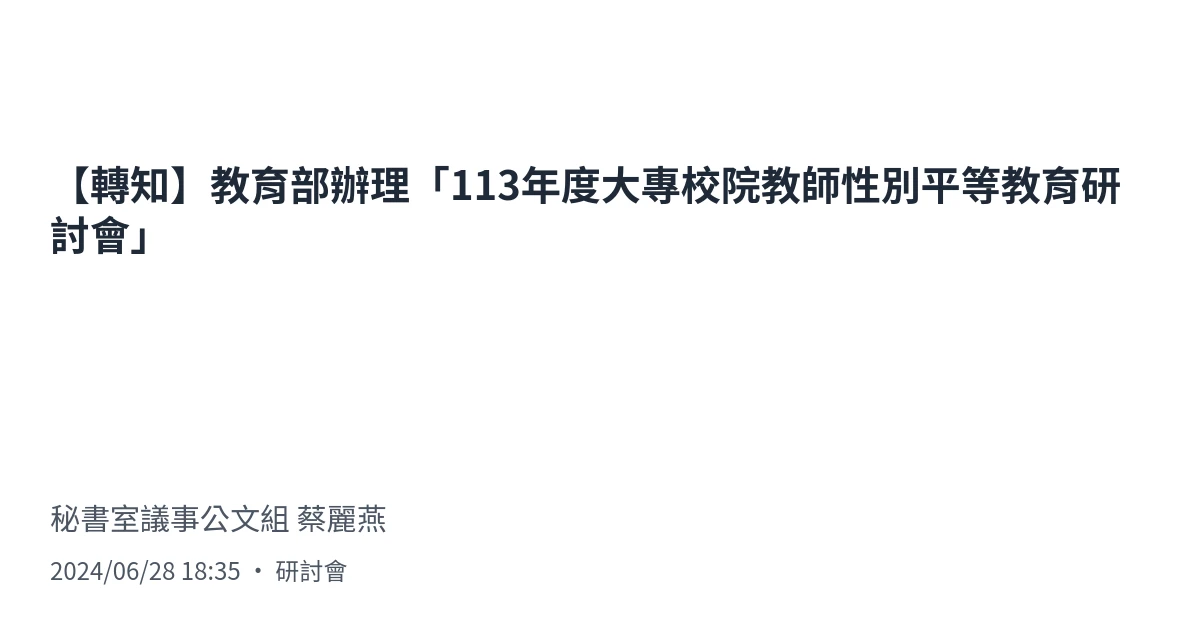 【轉知】教育部辦理「113年度大專校院教師性別平等教育研
討會」
秘書室議事公文組 蔡麗燕
2024/06/28 18:35 ・ 研討會